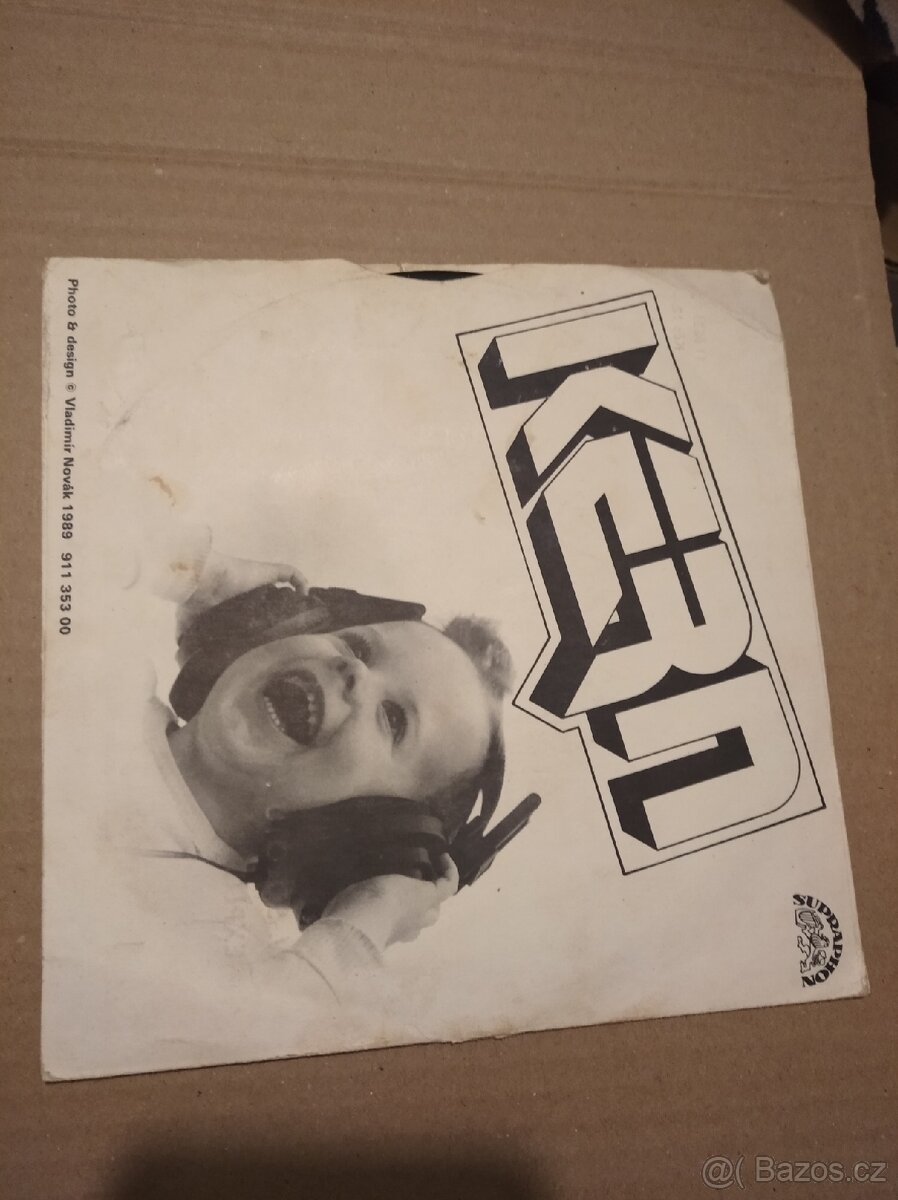 KERN
SUPRAPHON
Photo & design © Vladimír Novák 1989 911 353 00
@( Bazos.cz